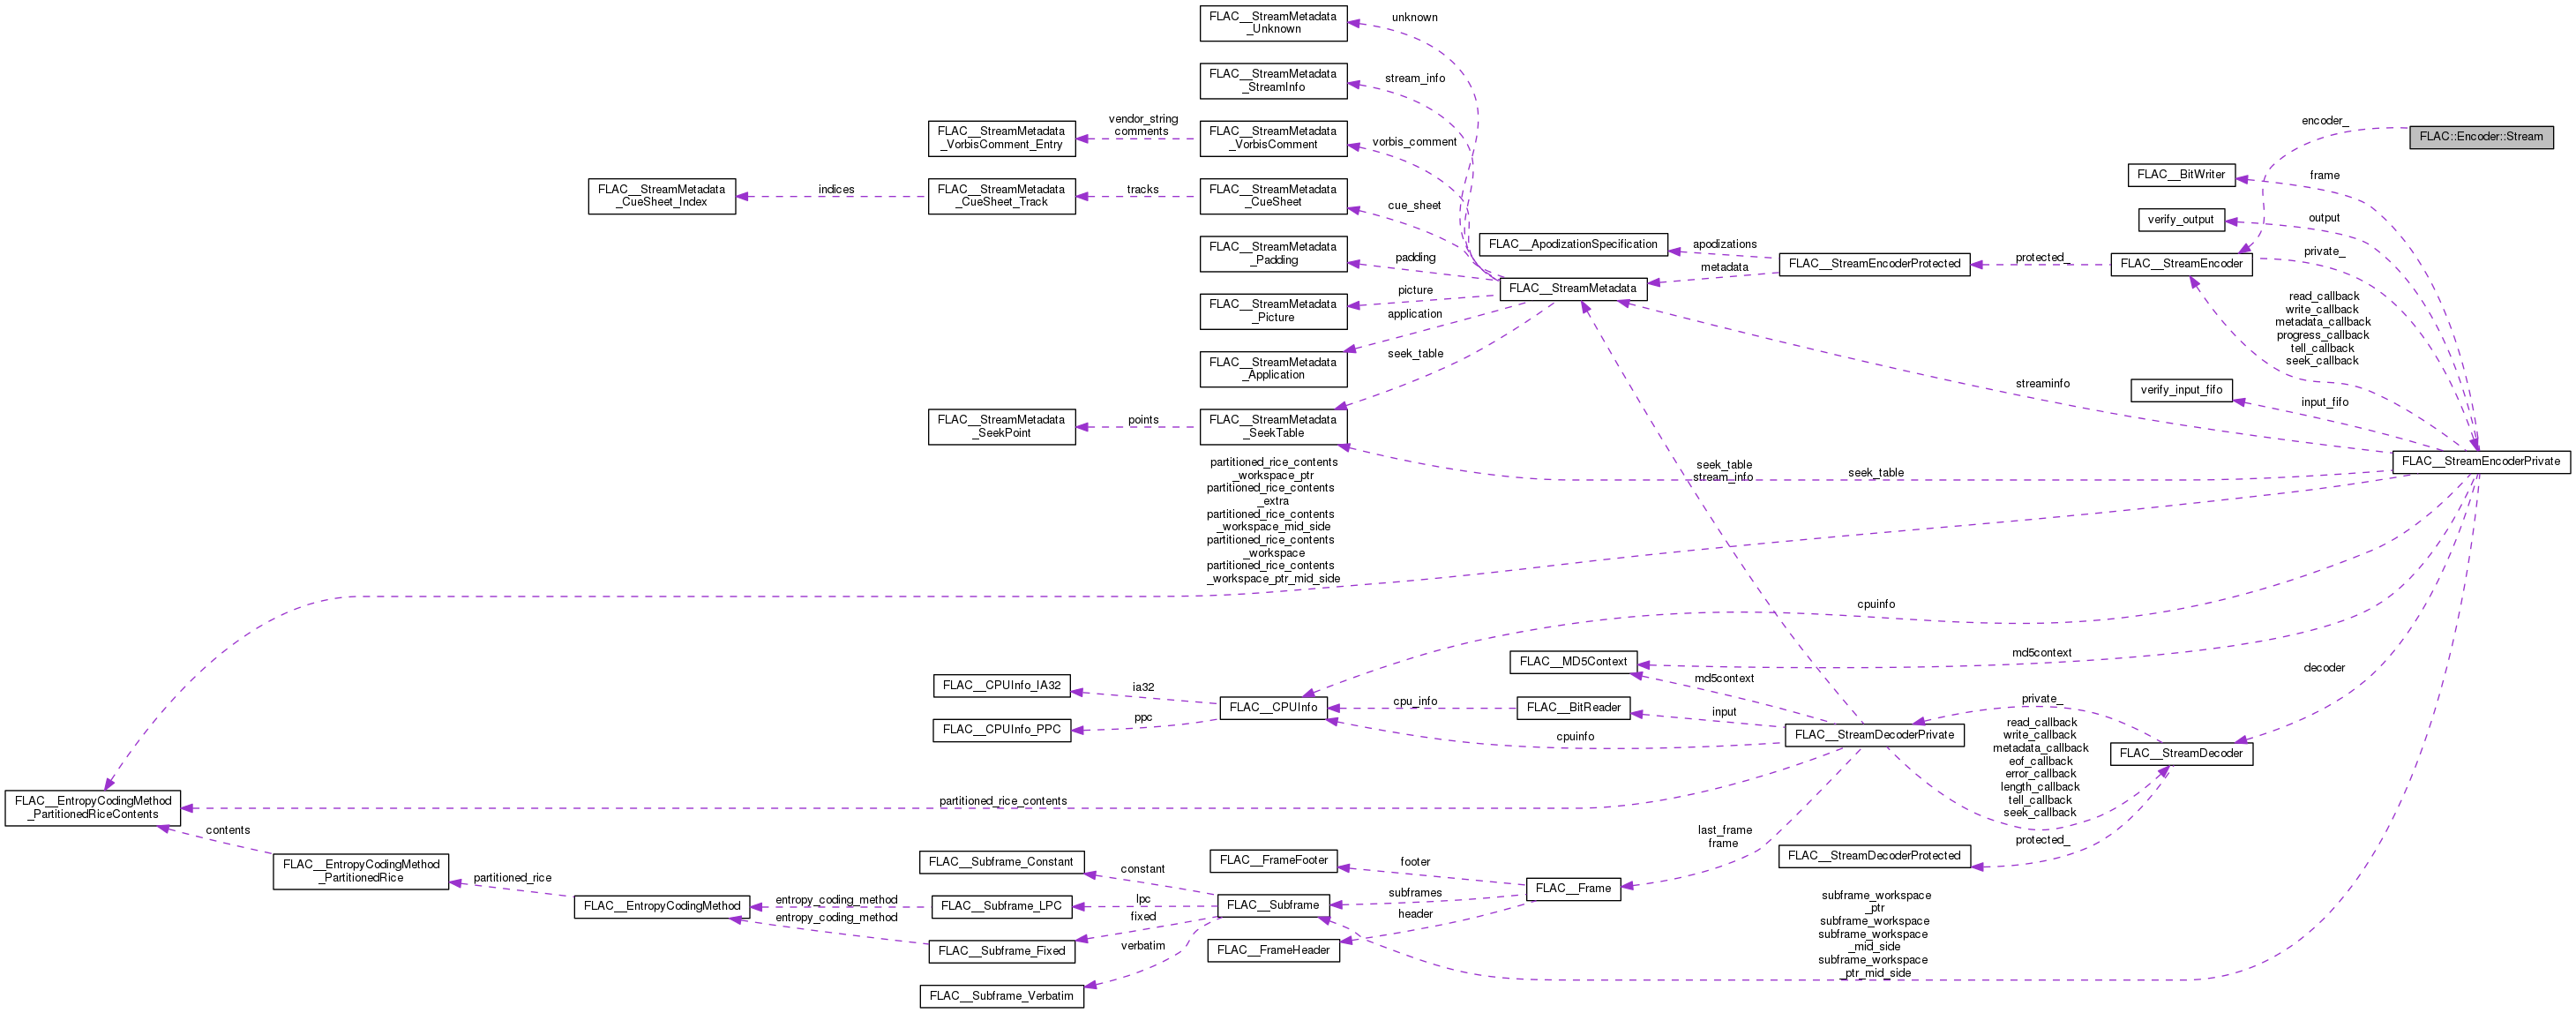 FLAC__StreamMetadata
_Unknown
unknown
FLAC__StreamMetadata
_StreamInfo
stream_info
FLAC__StreamMetadata
_VorbisComment_Entry
vendor_string
comments
FLAC__StreamMetadata
_VorbisComment
vorbis_comment
FLAC__StreamMetadata
_CueSheet_Index
indices
FLAC__StreamMetadata
_CueSheet_Track
tracks
FLAC__StreamMetadata
_CueSheet
cue_sheet
FLAC__StreamMetadata
_Padding
padding
FLAC__StreamMetadata
_Picture
picture
FLAC__StreamMetadata
_Application
application
seek_table
FLAC__StreamMetadata
_SeekPoint
points
FLAC__StreamMetadata
_SeekTable
FLAC__ApodizationSpecification
apodizations
metadata
FLAC__StreamMetadata
FLAC__StreamEncoderProtected
protected_
FLAC__StreamEncoder
encoder_
FLAC::Encoder::Stream
FLAC__BitWriter
frame
verify_output
output
private_
read_callback
write_callback
metadata_callback
progress_callback
tell_callback
seek_callback
streaminfo
verify_input_fifo
input_fifo
FLAC__StreamEncoderPrivate
seek_table
stream_info
seek_table
partitioned_rice_contents
_workspace_ptr
partitioned_rice_contents
_extra
partitioned_rice_contents
_workspace_mid_side
partitioned_rice_contents
_workspace
partitioned_rice_contents
_workspace_ptr_mid_side
cpuinfo
md5context
decoder
FLAC__MD5Context
md5context
FLAC__CPUInfo_IA32
ia32
FLAC__CPUInfo_PPC
ppc
FLAC__CPUInfo
cpu_info
FLAC__BitReader
input
cpuinfo
FLAC__StreamDecoderPrivate
private_
read_callback
write_callback
metadata_callback
eof_callback
error_callback
length_callback
tell_callback
seek_callback
FLAC__StreamDecoder
protected_
FLAC__StreamDecoderProtected
FLAC__EntropyCodingMethod
_PartitionedRiceContents
partitioned_rice_contents
contents
FLAC__EntropyCodingMethod
_PartitionedRice
partitioned_rice
FLAC__EntropyCodingMethod
entropy_coding_method
entropy_coding_method
FLAC__Subframe_Constant
constant
FLAC__Subframe_LPC
lpc
fixed
FLAC__Subframe_Fixed
verbatim
FLAC__Subframe_Verbatim
FLAC__FrameFooter
footer
FLAC__Subframe
subframes
FLAC__FrameHeader
header
FLAC__Frame
last_frame
frame
subframe_workspace
_ptr
subframe_workspace
subframe_workspace
_mid_side
subframe_workspace
_ptr_mid_side